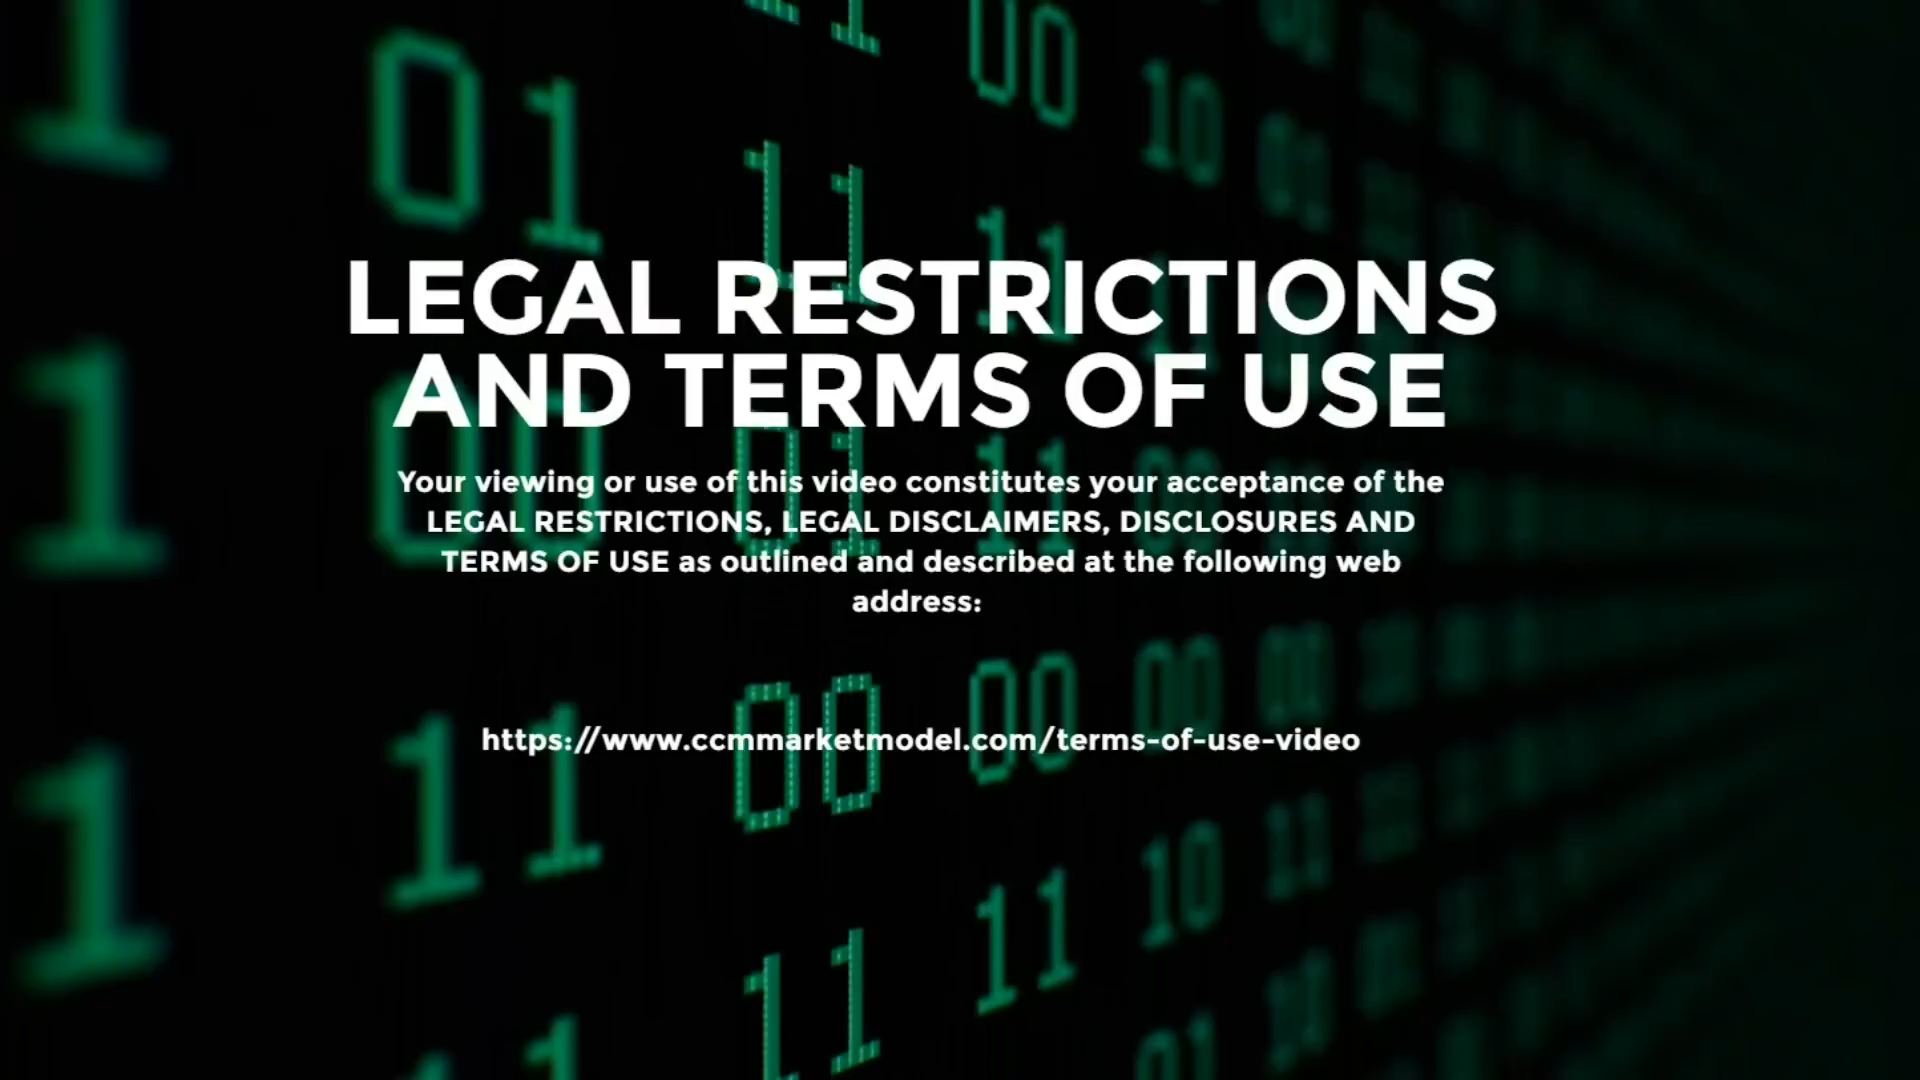 LEGAL RESTRICTIONS
AND TERMS OF USE
Your viewing or use of this video constitutes your acceptance of the
LEGAL RESTRICTIONS, LEGAL DISCLAIMERS, DISCLOSURES AND
TERMS OF USE as outlined and described at the following web
address:
https://www.ccmmarketmodel.com/terms-of-use-video